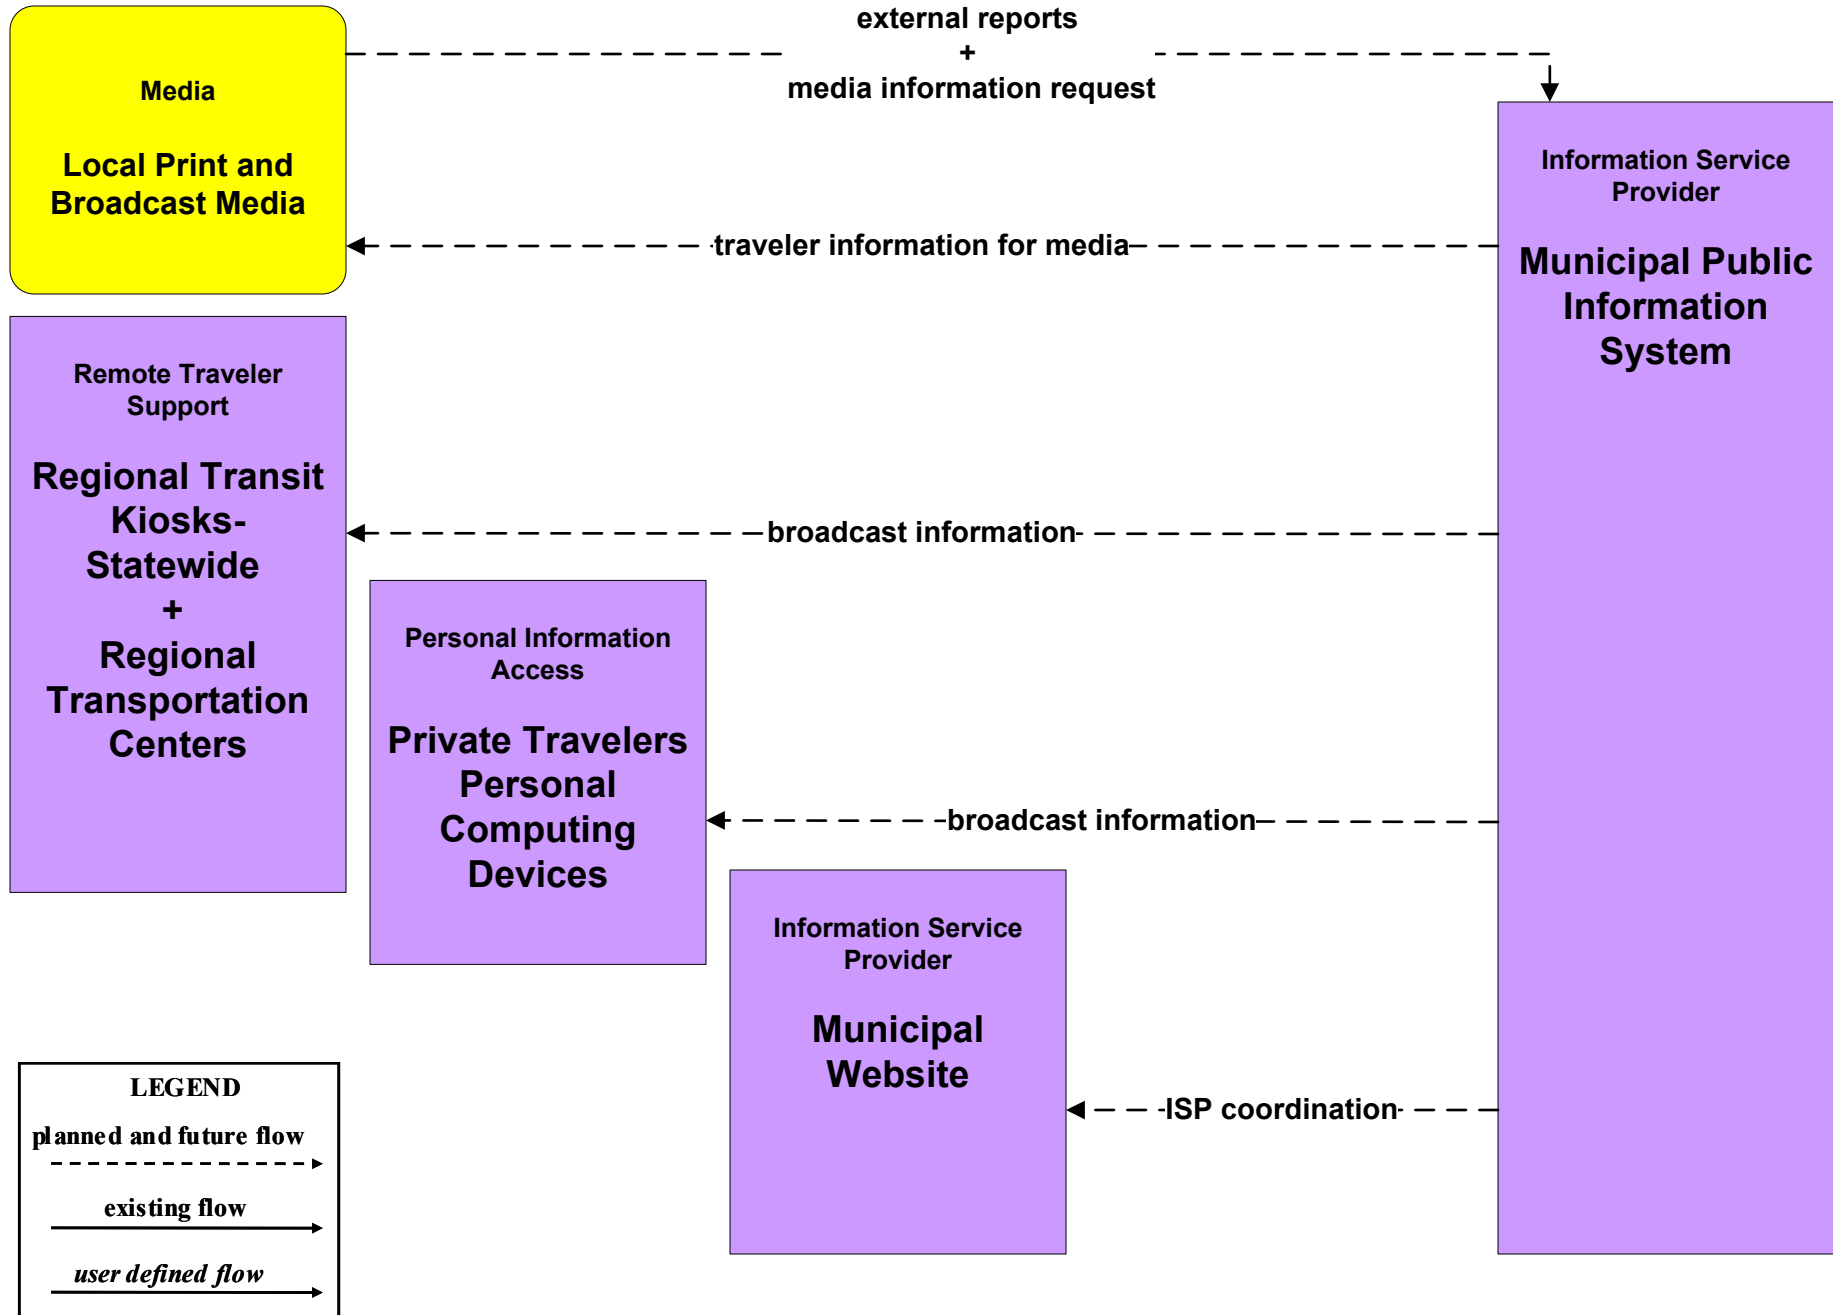 external reports
+
media information request
Media
Local Print and
Broadcast Media
traveler information for media
Information Service
Provider
Municipal Public
Information
System
Remote Traveler
Support
Regional Transit
Kiosks-
Statewide
+
Regional
Transportation
Centers
broadcast information
Personal Information
Access
Private Travelers
Personal
Computing
Devices
broadcast information
Information Service
Provider
Municipal
Website
ISP coordination
LEGEND
planned and future flow
existing flow
user defined flow